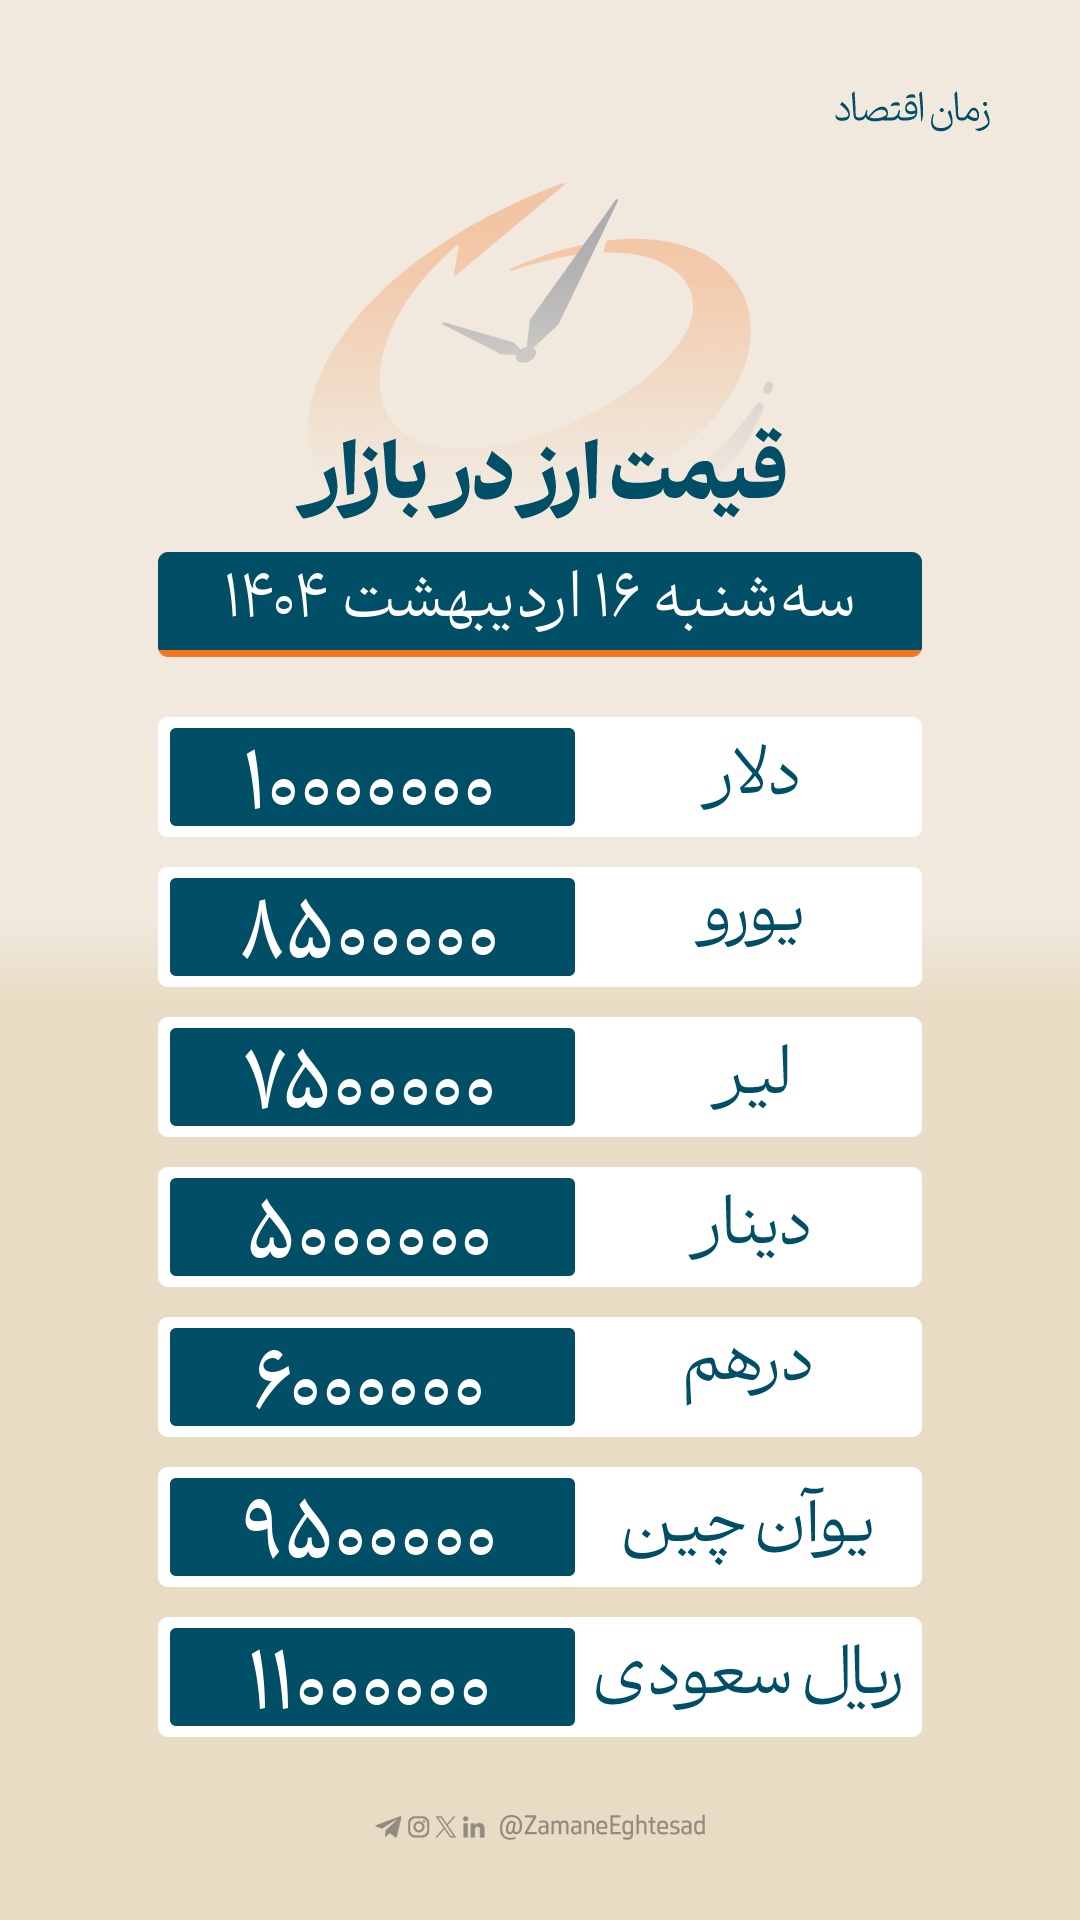 زمان اقتصاد
قیمت ارز در بازار
سه‌شنبه ۱۶ اردیبهشت ۱۴۰۴
دلار ۱۰۰۰۰۰۰۰
یورو ۸۵۰۰۰۰۰
لیر ۷۵۰۰۰۰۰
دینار ۵۰۰۰۰۰۰
درهم ۶۰۰۰۰۰۰
یوآن چین ۹۵۰۰۰۰۰
ریال سعودی ۱۱۰۰۰۰۰۰
@ZamaneEghtesad